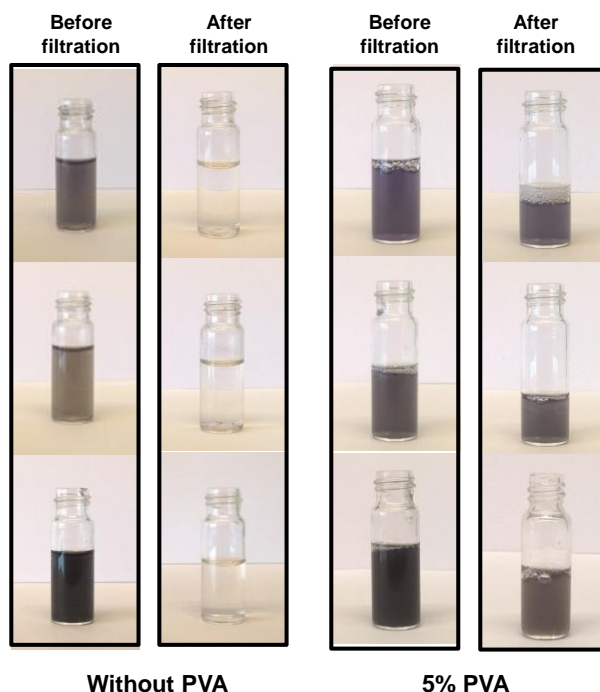 Before
filtration
After
filtration
Before
filtration
After
filtration
Without PVA
5% PVA